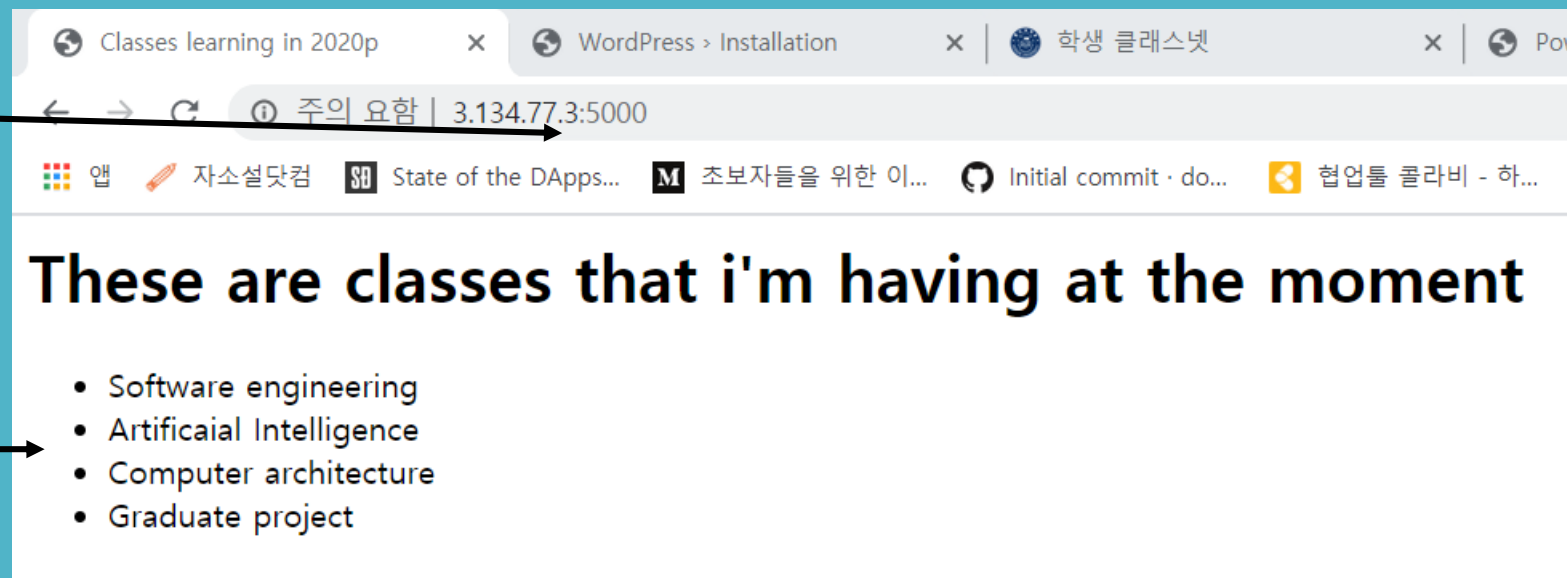 Classes learning in 2020p
WordPress › Installation
학생 클래스넷
주의 요함 | 3.134.77.3:5000
앱 자소설닷컴 State of the DApps... 초보자들을 위한 이... Initial commit · do... 협업툴 콜라비 - 하...
These are classes that i'm having at the moment
• Software engineering
• Artificaial Intelligence
• Computer architecture
• Graduate project